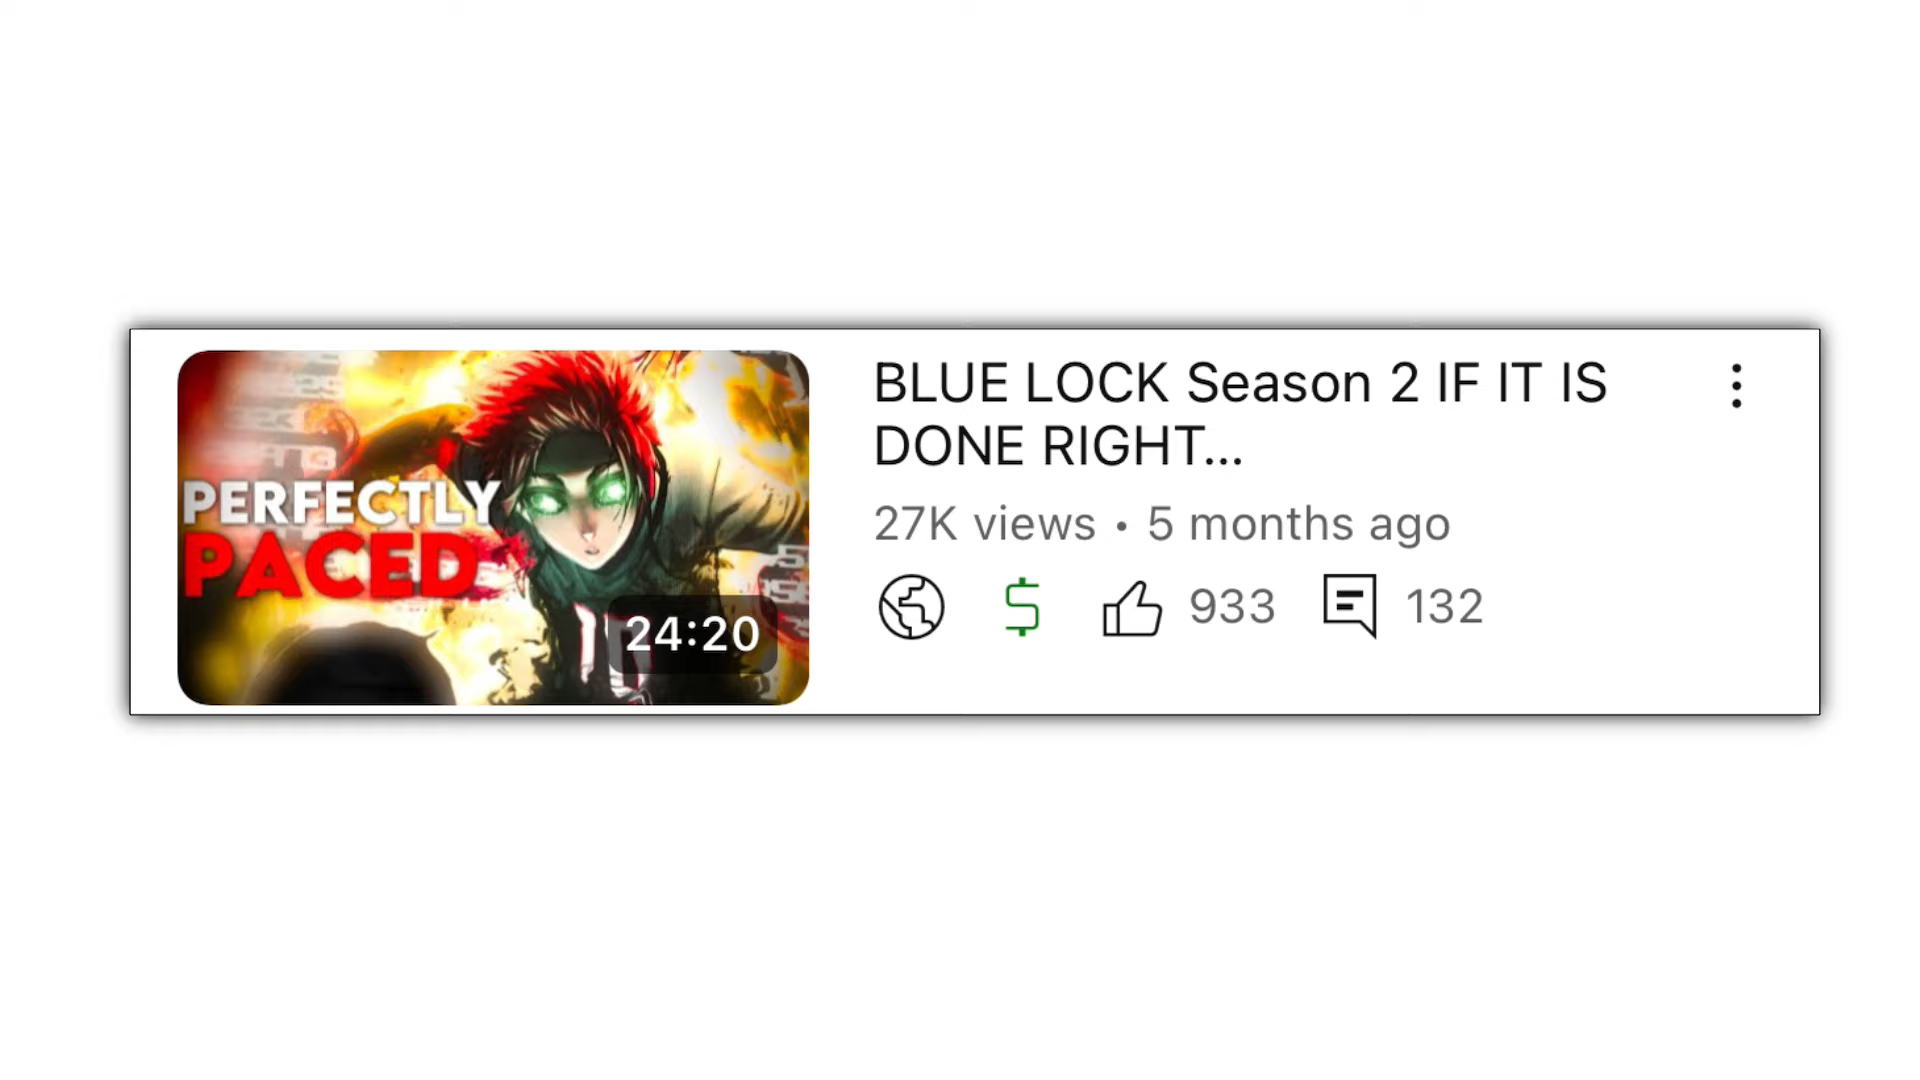 PERFECTLY
PACED
24:20
BLUE LOCK Season 2 IF IT IS
DONE RIGHT...
27K views • 5 months ago
933
132